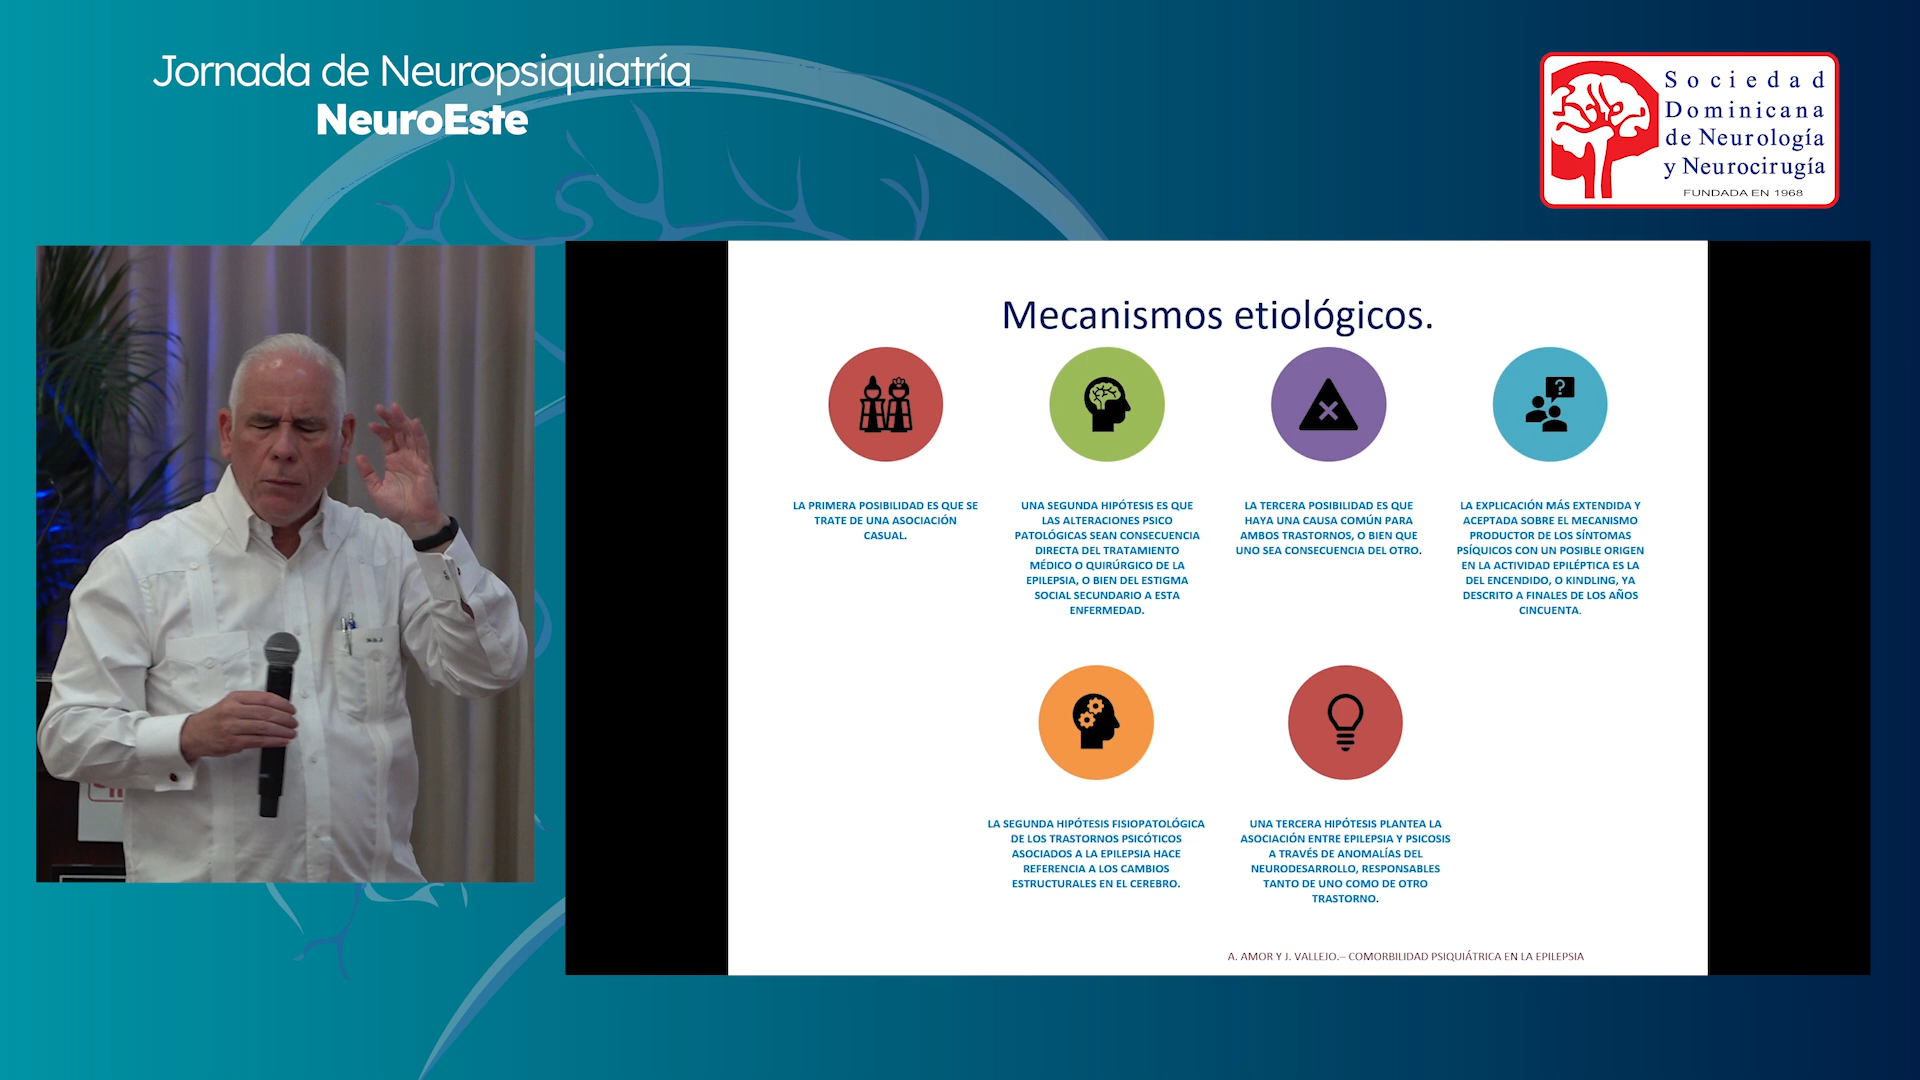 Jornada de Neuropsiquiatría
NeuroEste
Sociedad
Dominicana
de Neurología
y Neurocirugía
FUNDADA EN 1968
Mecanismos etiológicos.
LA PRIMERA POSIBILIDAD ES QUE SE
TRATE DE UNA ASOCIACIÓN
CASUAL.
UNA SEGUNDA HIPÓTESIS ES QUE
LAS ALTERACIONES PSICO
PATOLÓGICAS SEAN CONSECUENCIA
DIRECTA DEL TRATAMIENTO
MÉDICO O QUIRÚRGICO DE LA
EPILEPSIA, O BIEN DEL ESTIGMA
SOCIAL SECUNDARIO A ESTA
ENFERMEDAD.
LA TERCERA POSIBILIDAD ES QUE
HAYA UNA CAUSA COMÚN PARA
AMBOS TRASTORNOS, O BIEN QUE
UNO SEA CONSECUENCIA DEL OTRO.
?
LA EXPLICACIÓN MÁS EXTENDIDA Y
ACEPTADA SOBRE EL MECANISMO
PRODUCTOR DE LOS SÍNTOMAS
PSÍQUICOS CON UN POSIBLE ORIGEN
EN LA ACTIVIDAD EPILÉPTICA ES LA
DEL ENCENDIDO, O KINDLING, YA
DESCRITO A FINALES DE LOS AÑOS
CINCUENTA.
LA SEGUNDA HIPÓTESIS FISIOPATOLÓGICA
DE LOS TRASTORNOS PSICÓTICOS
ASOCIADOS A LA EPILEPSIA HACE
REFERENCIA A LOS CAMBIOS
ESTRUCTURALES EN EL CEREBRO.
UNA TERCERA HIPÓTESIS PLANTEA LA
ASOCIACIÓN ENTRE EPILEPSIA Y PSICOSIS
A TRAVÉS DE ANOMALÍAS DEL
NEURODESARROLLO, RESPONSABLES
TANTO DE UNO COMO DE OTRO
TRASTORNO.
A. AMOR Y J. VALLEJO.– COMORBILIDAD PSIQUIÁTRICA EN LA EPILEPSIA